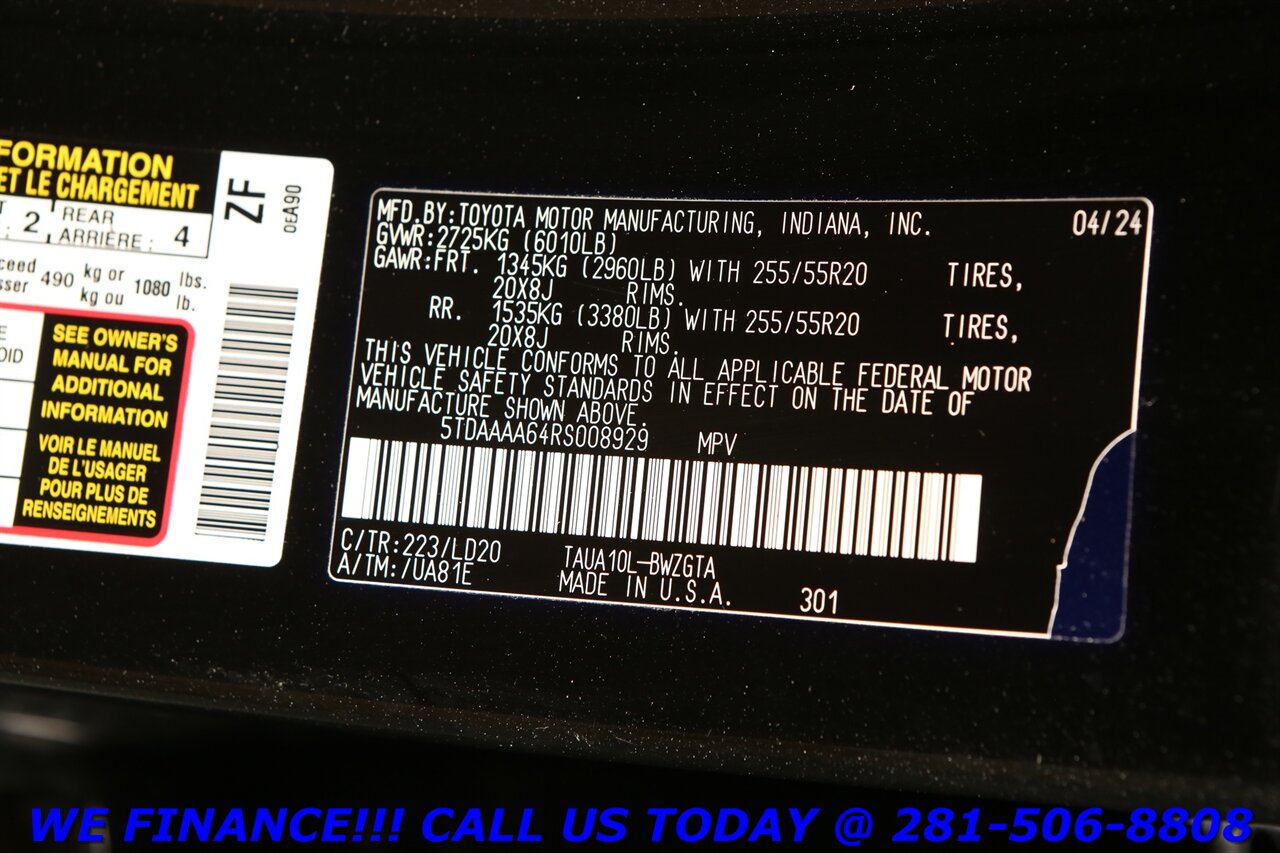 FORMATION
ET LE CHARGEMENT
2 REAR
ARRIÈRE : 4
490 kg or 1080 lbs.
kg ou lb.
SEE OWNER'S
MANUAL FOR
ADDITIONAL
INFORMATION
VOIR LE MANUEL
DE L'USAGER
POUR PLUS DE
RENSEIGNEMENTS
ZF
0EA90
MFD.BY:TOYOTA MOTOR MANUFACTURING, INDIANA, INC. 04/24
GVWR:2725KG (6010LB)
GAWR:FRT. 1345KG (2960LB) WITH 255/55R20 TIRES,
20X8J RIMS.
RR. 1535KG (3380LB) WITH 255/55R20 TIRES,
20X8J RIMS.
THIS VEHICLE CONFORMS TO ALL APPLICABLE FEDERAL MOTOR
VEHICLE SAFETY STANDARDS IN EFFECT ON THE DATE OF
MANUFACTURE SHOWN ABOVE.
5TDAAAA64RS008929 MPV
C/TR:223/LD20 TAUA10L-BWZGTA
A/TM:/UA81E MADE IN U.S.A. 301
WE FINANCE!!! CALL US TODAY @ 281-506-8808